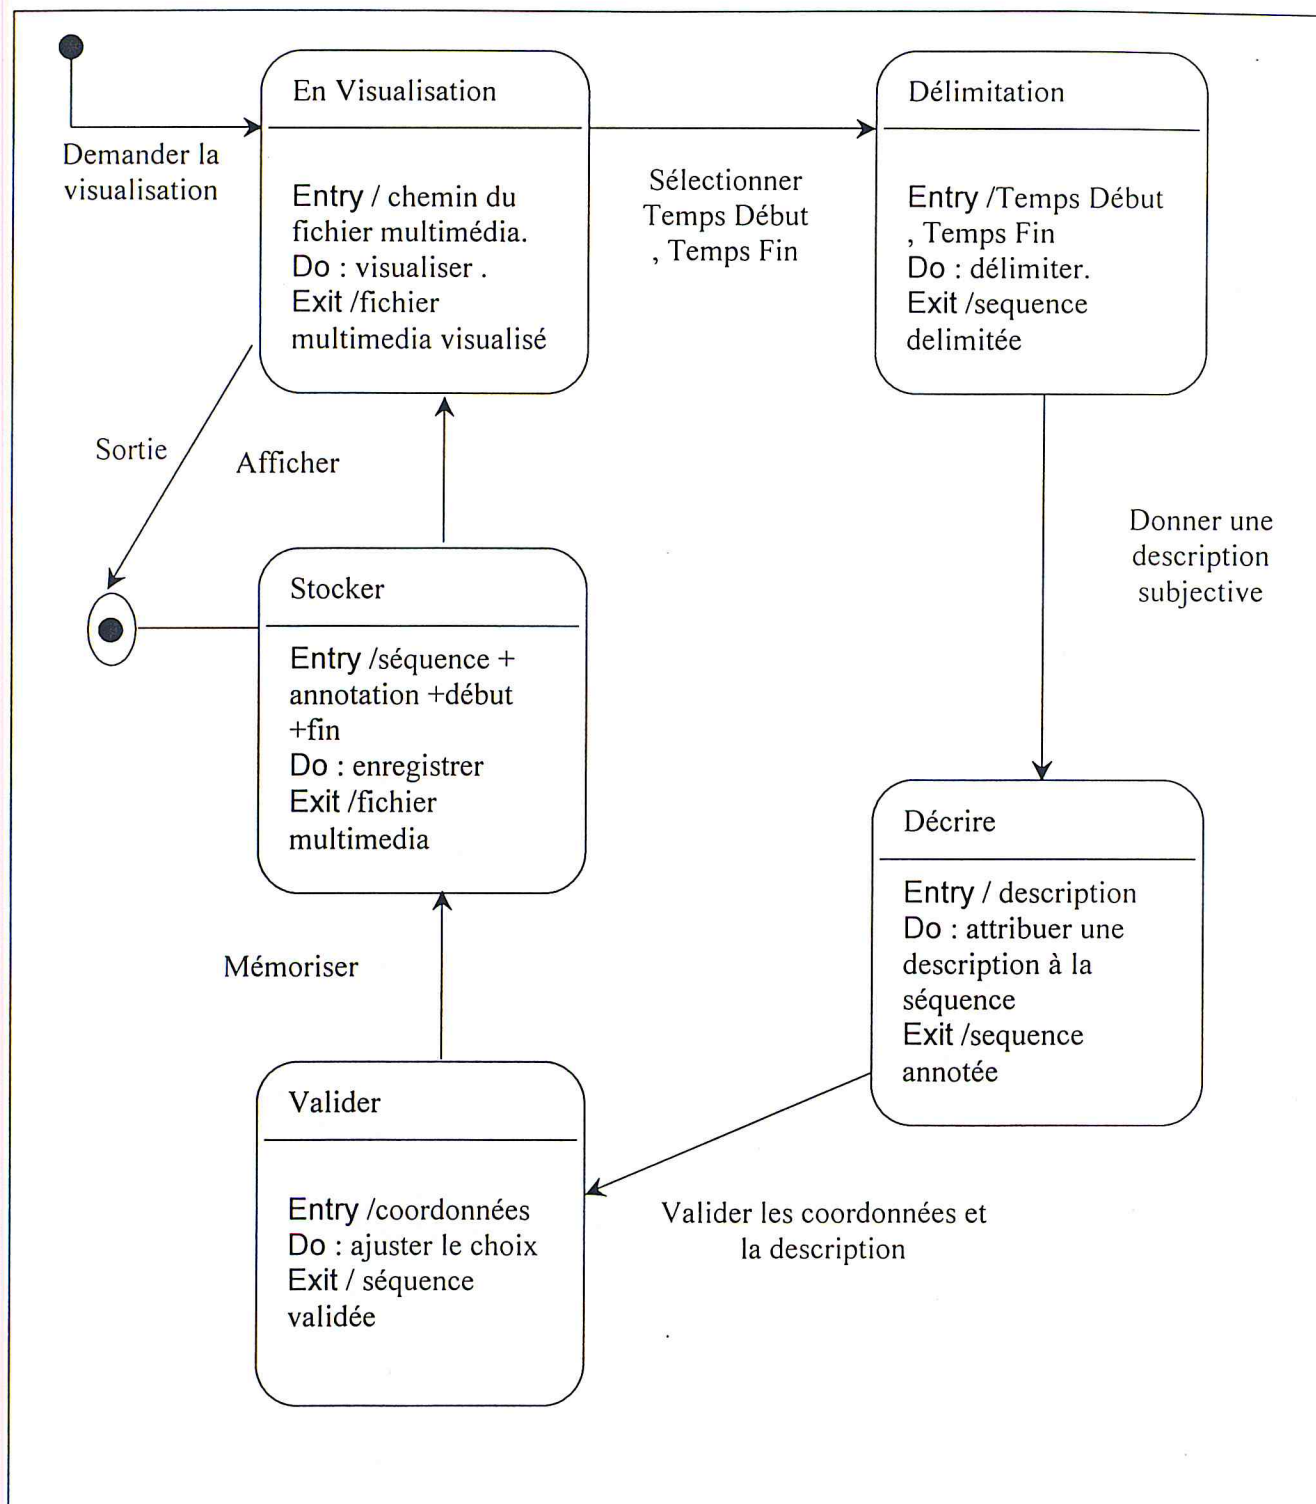 En Visualisation
Entry / chemin du
fichier multimédia.
Do : visualiser .
Exit /fichier
multimedia visualisé
Demander la
visualisation
Sélectionner
Temps Début
, Temps Fin
Délimitation
Entry /Temps Début
, Temps Fin
Do : délimiter.
Exit /sequence
delimitée
Sortie
Afficher
Donner une
description
subjective
Stocker
Entry /séquence +
annotation +début
+fin
Do : enregistrer
Exit /fichier
multimedia
Décrire
Entry / description
Do : attribuer une
description à la
séquence
Exit /sequence
annotée
Mémoriser
Valider
Entry /coordonnées
Do : ajuster le choix
Exit / séquence
validée
Valider les coordonnées et
la description